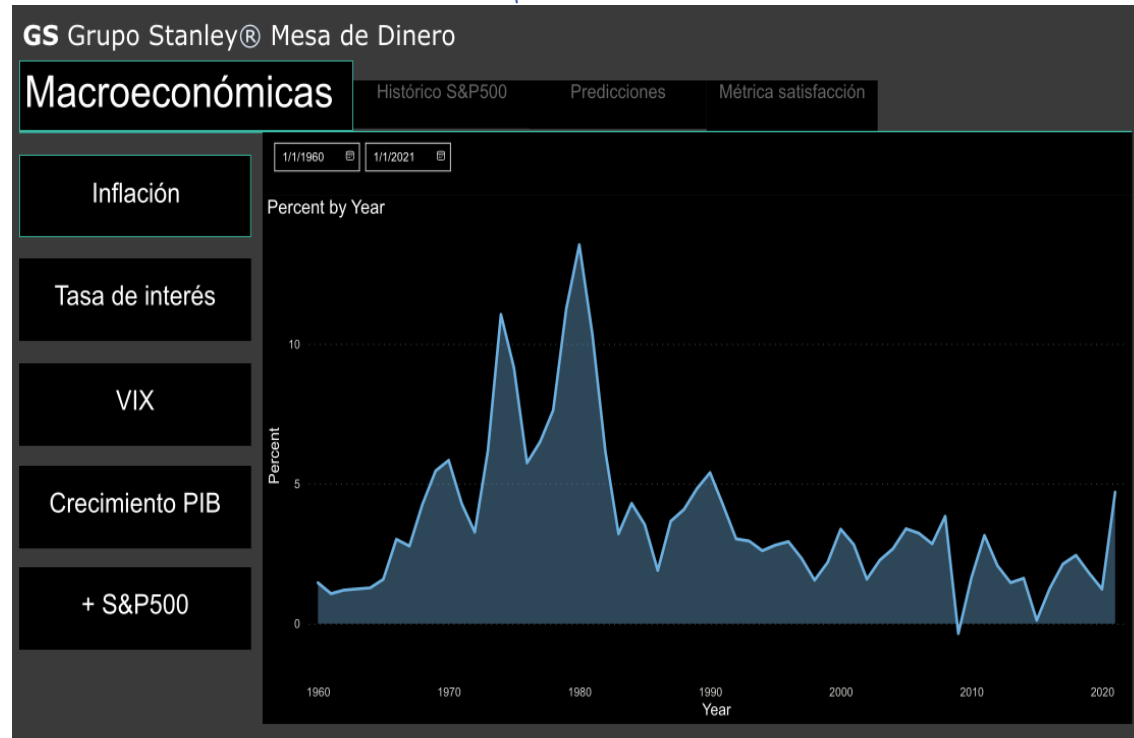 GS Grupo Stanley® Mesa de Dinero
Macroeconómicas
Histórico S&P500
Predicciones
Métrica satisfacción
1/1/1960
1/1/2021
Inflación
Tasa de interés
VIX
Crecimiento PIB
+ S&P500
Percent by Year
Percent
10
5
0
1960 1970 1980 1990 2000 2010 2020
Year